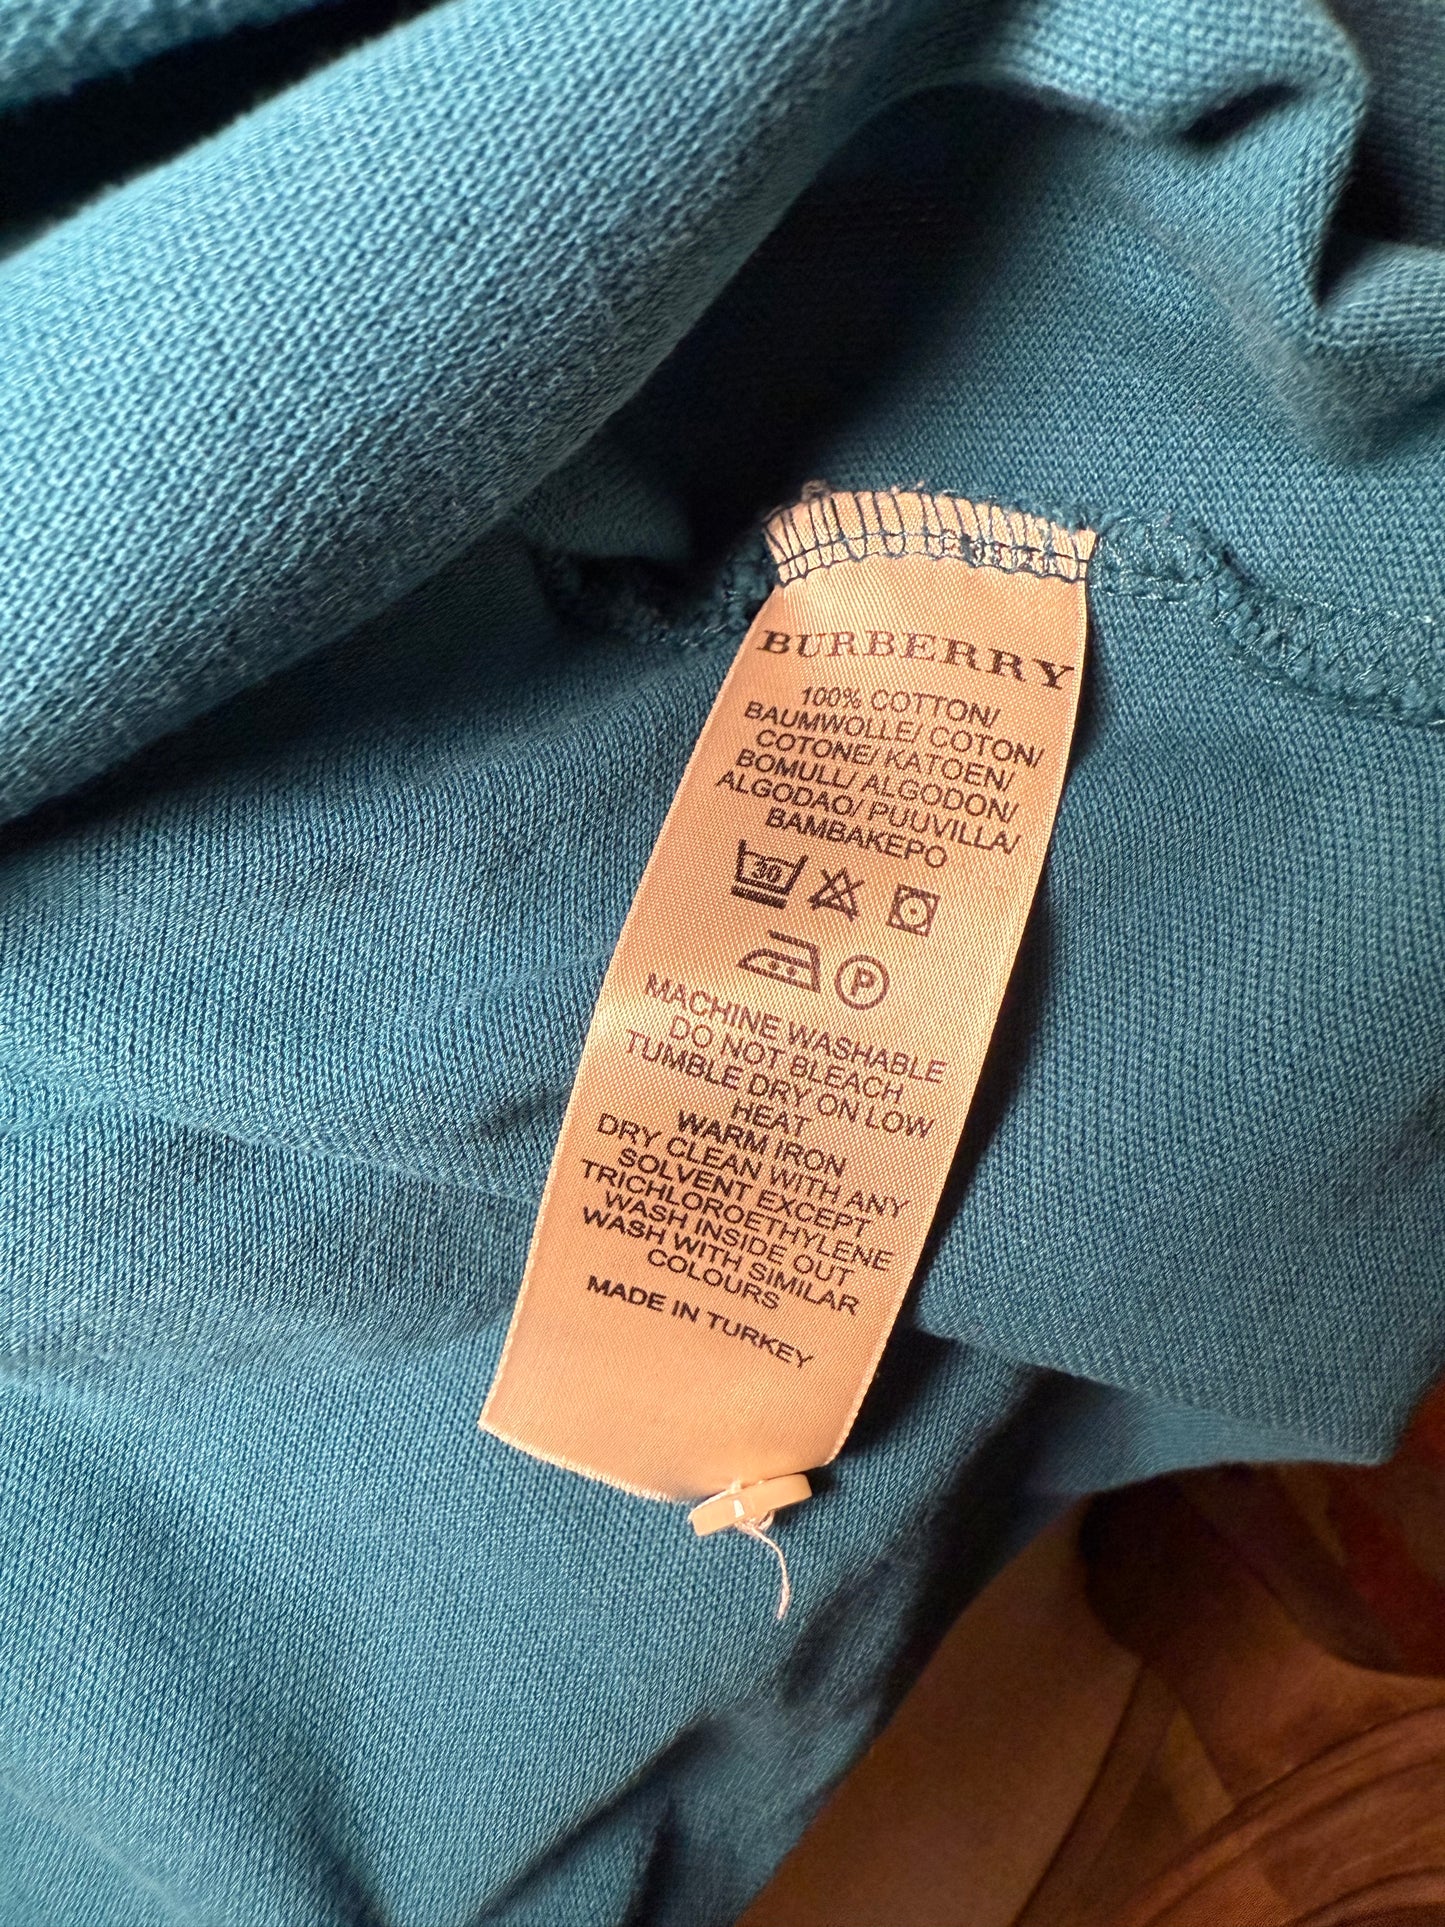 BURBERRY
100% COTTON/
BAUMWOLLE/ COTON/
COTONE/ KATOEN/
BOMULL/ ALGODON/
ALGODAO/ PUUVILLA/
BAMBAKEPO
30
P
MACHINE WASHABLE
DO NOT BLEACH
TUMBLE DRY ON LOW
HEAT
WARM IRON
DRY CLEAN WITH ANY
SOLVENT EXCEPT
TRICHLOROETHYLENE
WASH INSIDE OUT
WASH WITH SIMILAR
COLOURS
MADE IN TURKEY